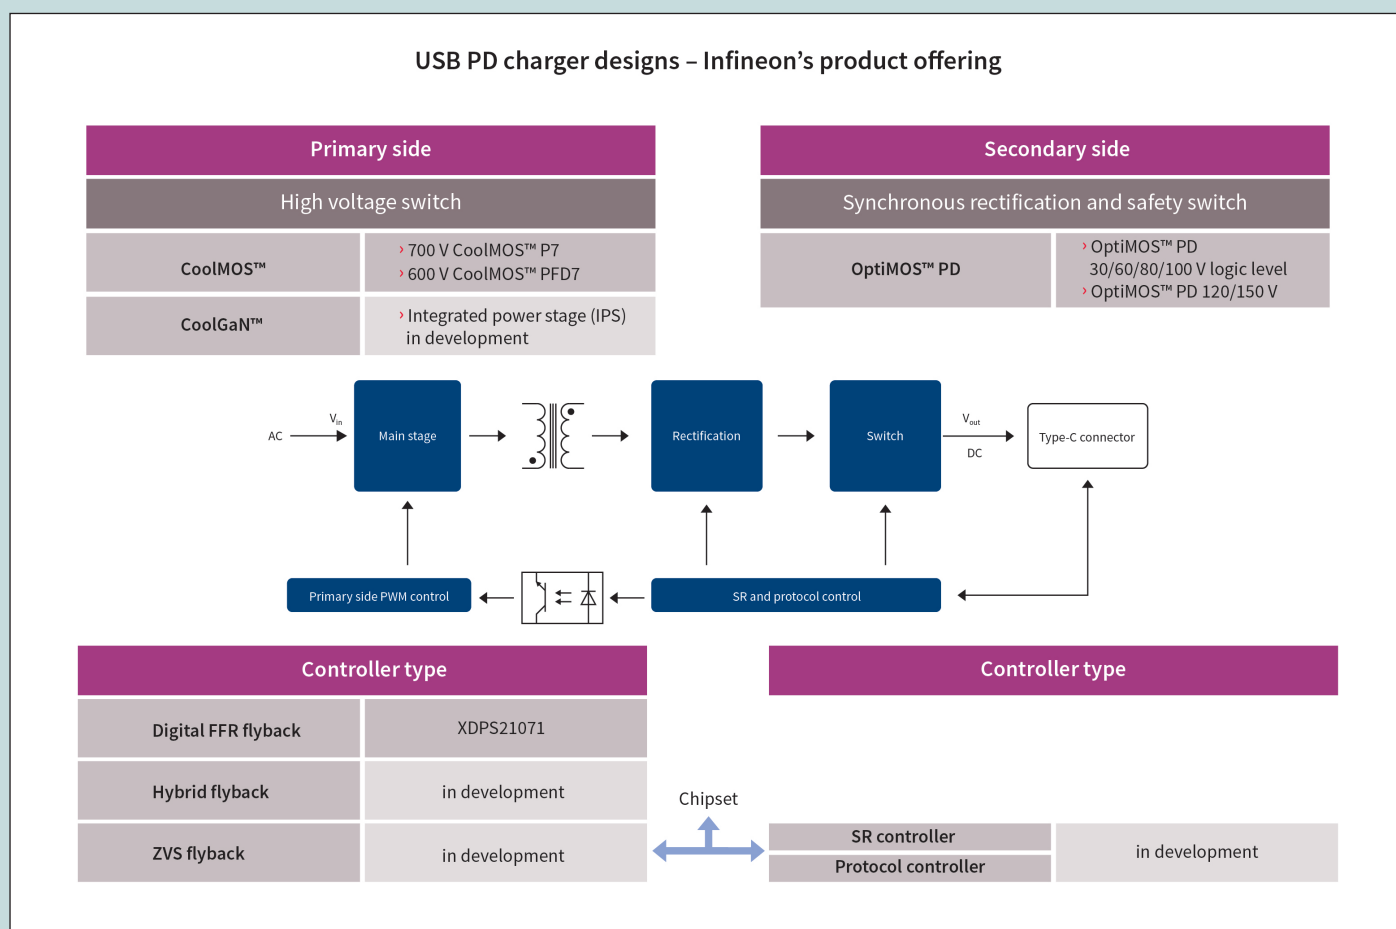 USB PD charger designs – Infineon’s product offering
Primary side
High voltage switch
CoolMOS™
› 700 V CoolMOS™ P7
› 600 V CoolMOS™ PFD7
CoolGaN™
› Integrated power stage (IPS)
in development
Secondary side
Synchronous rectification and safety switch
OptiMOS™ PD
› OptiMOS™ PD
30/60/80/100 V logic level
› OptiMOS™ PD 120/150 V
AC
Vin
Main stage
Rectification
Switch
Vout
DC
Type-C connector
Primary side PWM control
SR and protocol control
Controller type
Digital FFR flyback
XDPS21071
Hybrid flyback
in development
ZVS flyback
in development
Chipset
Controller type
SR controller
Protocol controller
in development